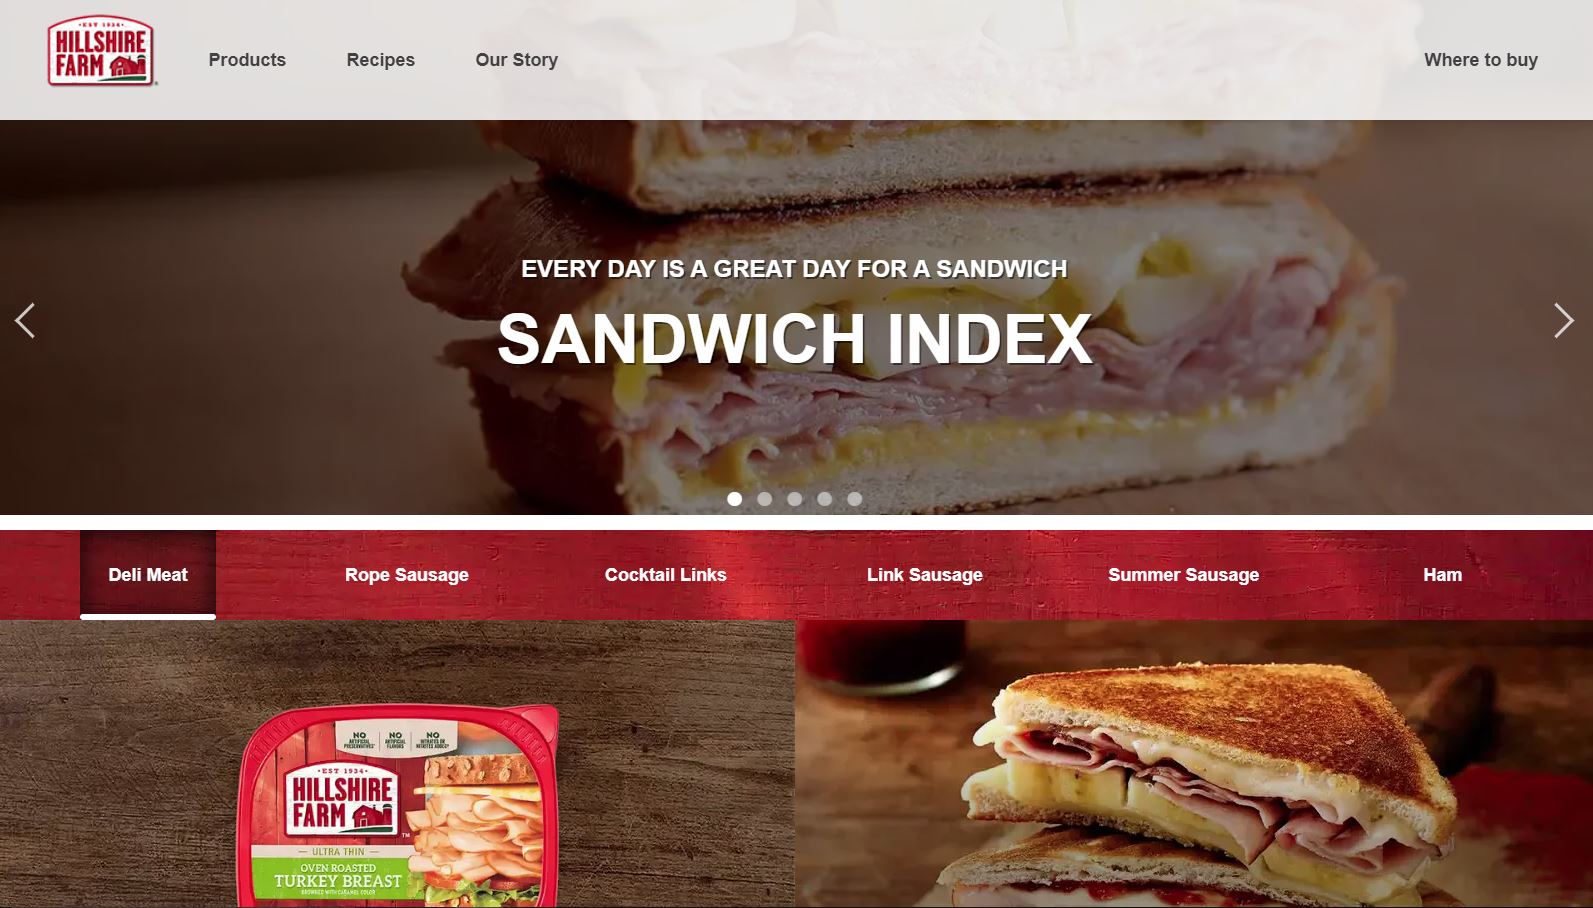 EST 1934
HILLSHIRE
FARM
Products
Recipes
Our Story
Where to buy
EVERY DAY IS A GREAT DAY FOR A SANDWICH
SANDWICH INDEX
Deli Meat
Rope Sausage
Cocktail Links
Link Sausage
Summer Sausage
Ham
NO
ARTIFICIAL
PRESERVATIVES*
NO
ARTIFICIAL
FLAVORS
NO
NITRATES OR
NITRITES ADDED*
EST 1934
HILLSHIRE
FARM™
ULTRA THIN
OVEN ROASTED
TURKEY BREAST
BROWNED WITH CARAMEL COLOR